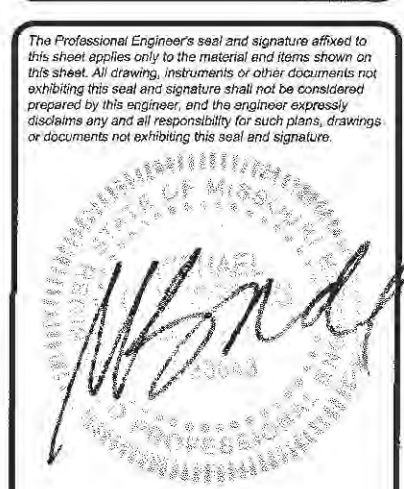 The Professional Engineer's seal and signature affixed to
this sheet applies only to the material and items shown on
this sheet. All drawing, instruments or other documents not
exhibiting this seal and signature shall not be considered
prepared by this engineer, and the engineer expressly
disclaims any and all responsibility for such plans, drawings
or documents not exhibiting this seal and signature.
STATE OF MISSOURI
MICHAEL
PROFESSIONAL